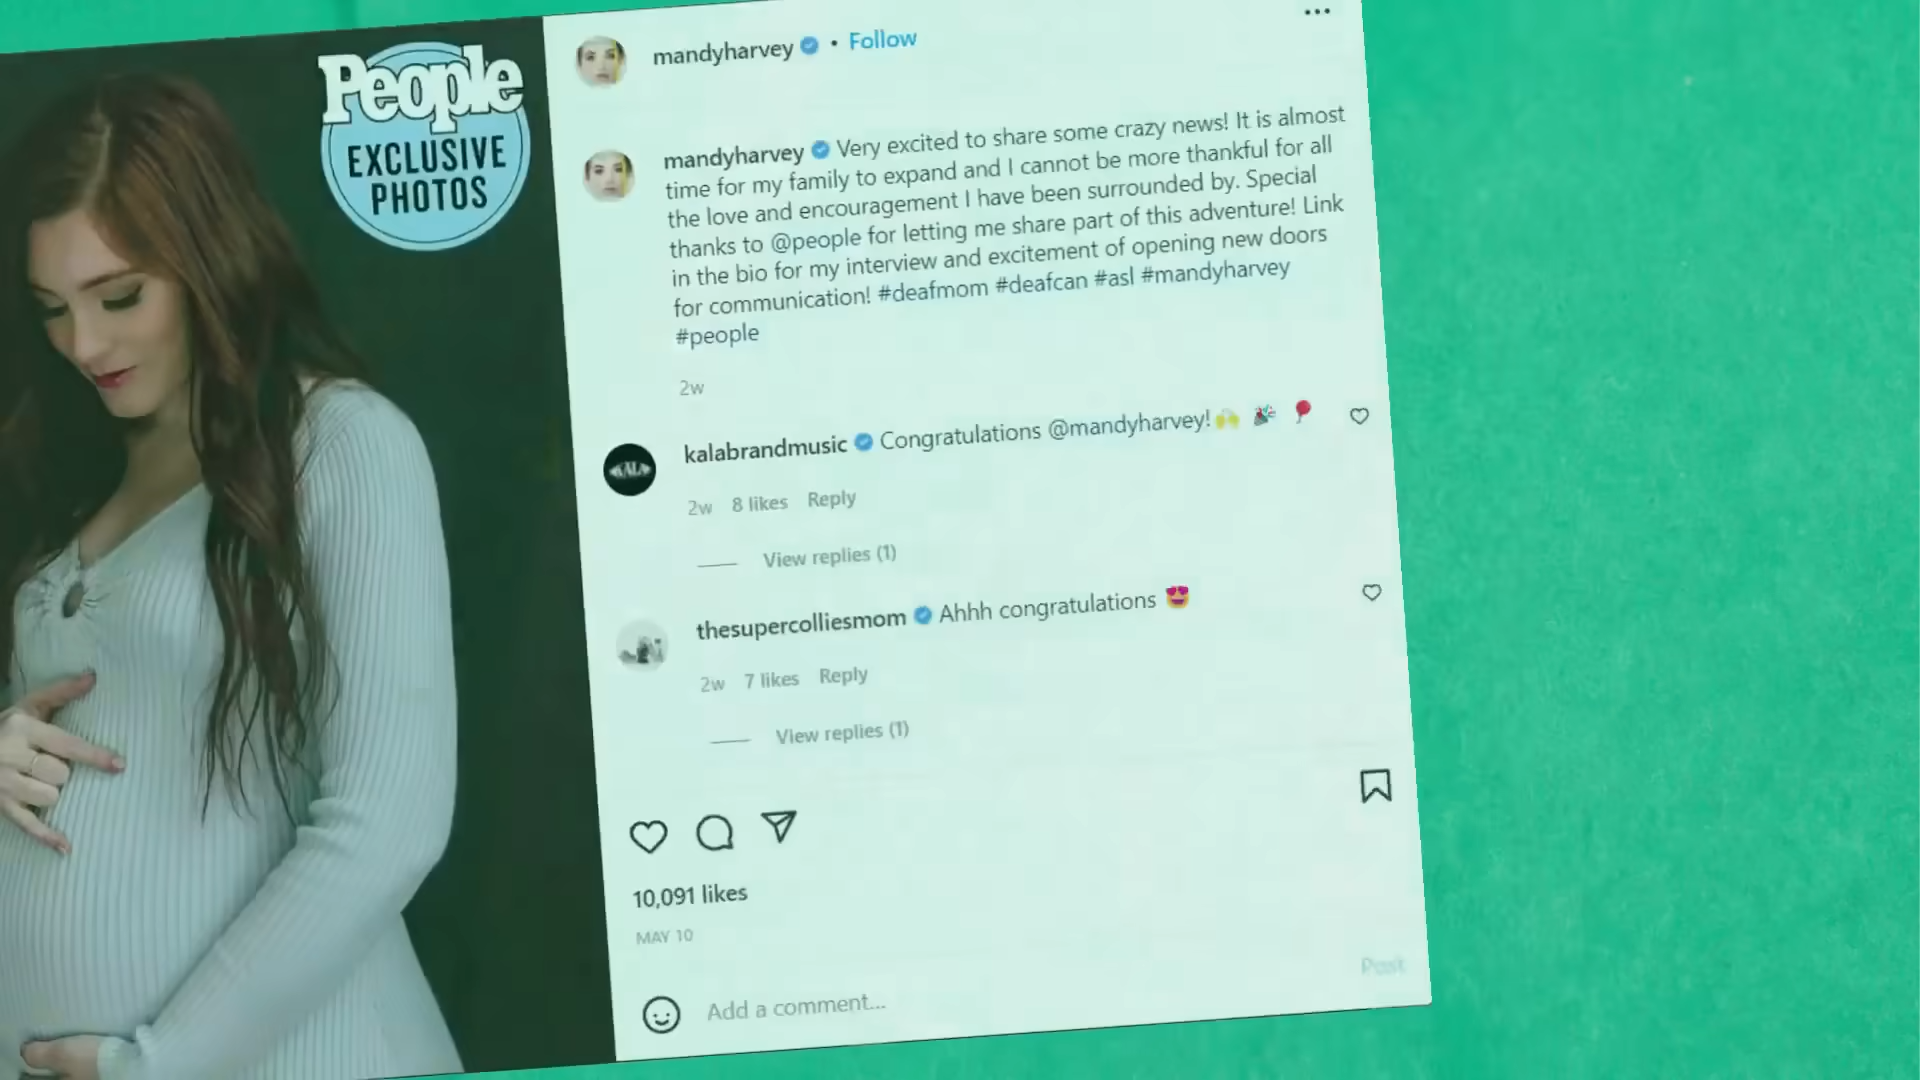 People
EXCLUSIVE
PHOTOS
mandyharvey • Follow
mandyharvey Very excited to share some crazy news! It is almost
time for my family to expand and I cannot be more thankful for all
the love and encouragement I have been surrounded by. Special
thanks to @people for letting me share part of this adventure! Link
in the bio for my interview and excitement of opening new doors
for communication! #deafmom #deafcan #asl #mandyharvey
#people
2w
KALA
kalabrandmusic Congratulations @mandyharvey!🙌 🎉 🎈
2w 8 likes Reply
View replies (1)
thesupercolliesmom Ahhh congratulations 😍
2w 7 likes Reply
View replies (1)
10,091 likes
MAY 10
Add a comment...
Post